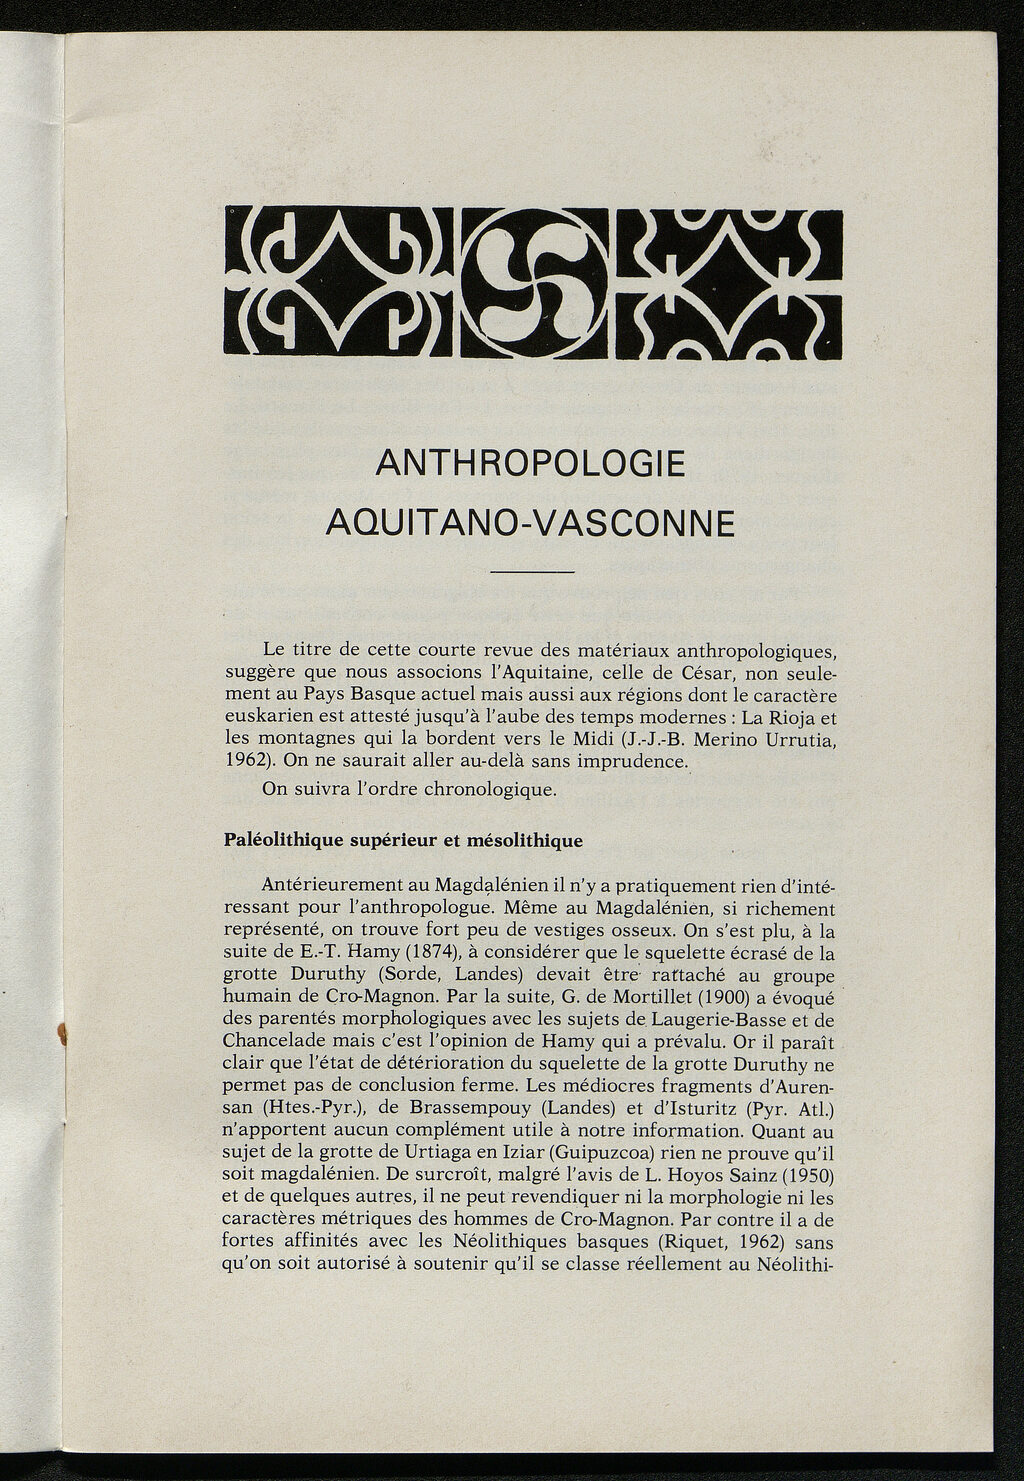 ANTHROPOLOGIE
AQUITANO-VASCONNE
Le titre de cette courte revue des matériaux anthropologiques,
suggère que nous associons l'Aquitaine, celle de César, non seule-
ment au Pays Basque actuel mais aussi aux régions dont le caractère
euskarien est attesté jusqu'à l'aube des temps modernes : La Rioja et
les montagnes qui la bordent vers le Midi (J.-J.-B. Merino Urrutia,
1962). On ne saurait aller au-delà sans imprudence.
On suivra l'ordre chronologique.
Paléolithique supérieur et mésolithique
Antérieurement au Magdalénien il n'y a pratiquement rien d'inté-
ressant pour l'anthropologue. Même au Magdalénien, si richement
représenté, on trouve fort peu de vestiges osseux. On s'est plu, à la
suite de E.-T. Hamy (1874), à considérer que le squelette écrasé de la
grotte Duruthy (Sorde, Landes) devait être rattaché au groupe
humain de Cro-Magnon. Par la suite, G. de Mortillet (1900) a évoqué
des parentés morphologiques avec les sujets de Laugerie-Basse et de
Chancelade mais c'est l'opinion de Hamy qui a prévalu. Or il paraît
clair que l'état de détérioration du squelette de la grotte Duruthy ne
permet pas de conclusion ferme. Les médiocres fragments d'Auren-
san (Htes.-Pyr.), de Brassempouy (Landes) et d'Isturitz (Pyr. Atl.)
n'apportent aucun complément utile à notre information. Quant au
sujet de la grotte de Urtiaga en Iziar (Guipuzcoa) rien ne prouve qu'il
soit magdalénien. De surcroît, malgré l'avis de L. Hoyos Sainz (1950)
et de quelques autres, il ne peut revendiquer ni la morphologie ni les
caractères métriques des hommes de Cro-Magnon. Par contre il a de
fortes affinités avec les Néolithiques basques (Riquet, 1962) sans
qu'on soit autorisé à soutenir qu'il se classe réellement au Néolithi-